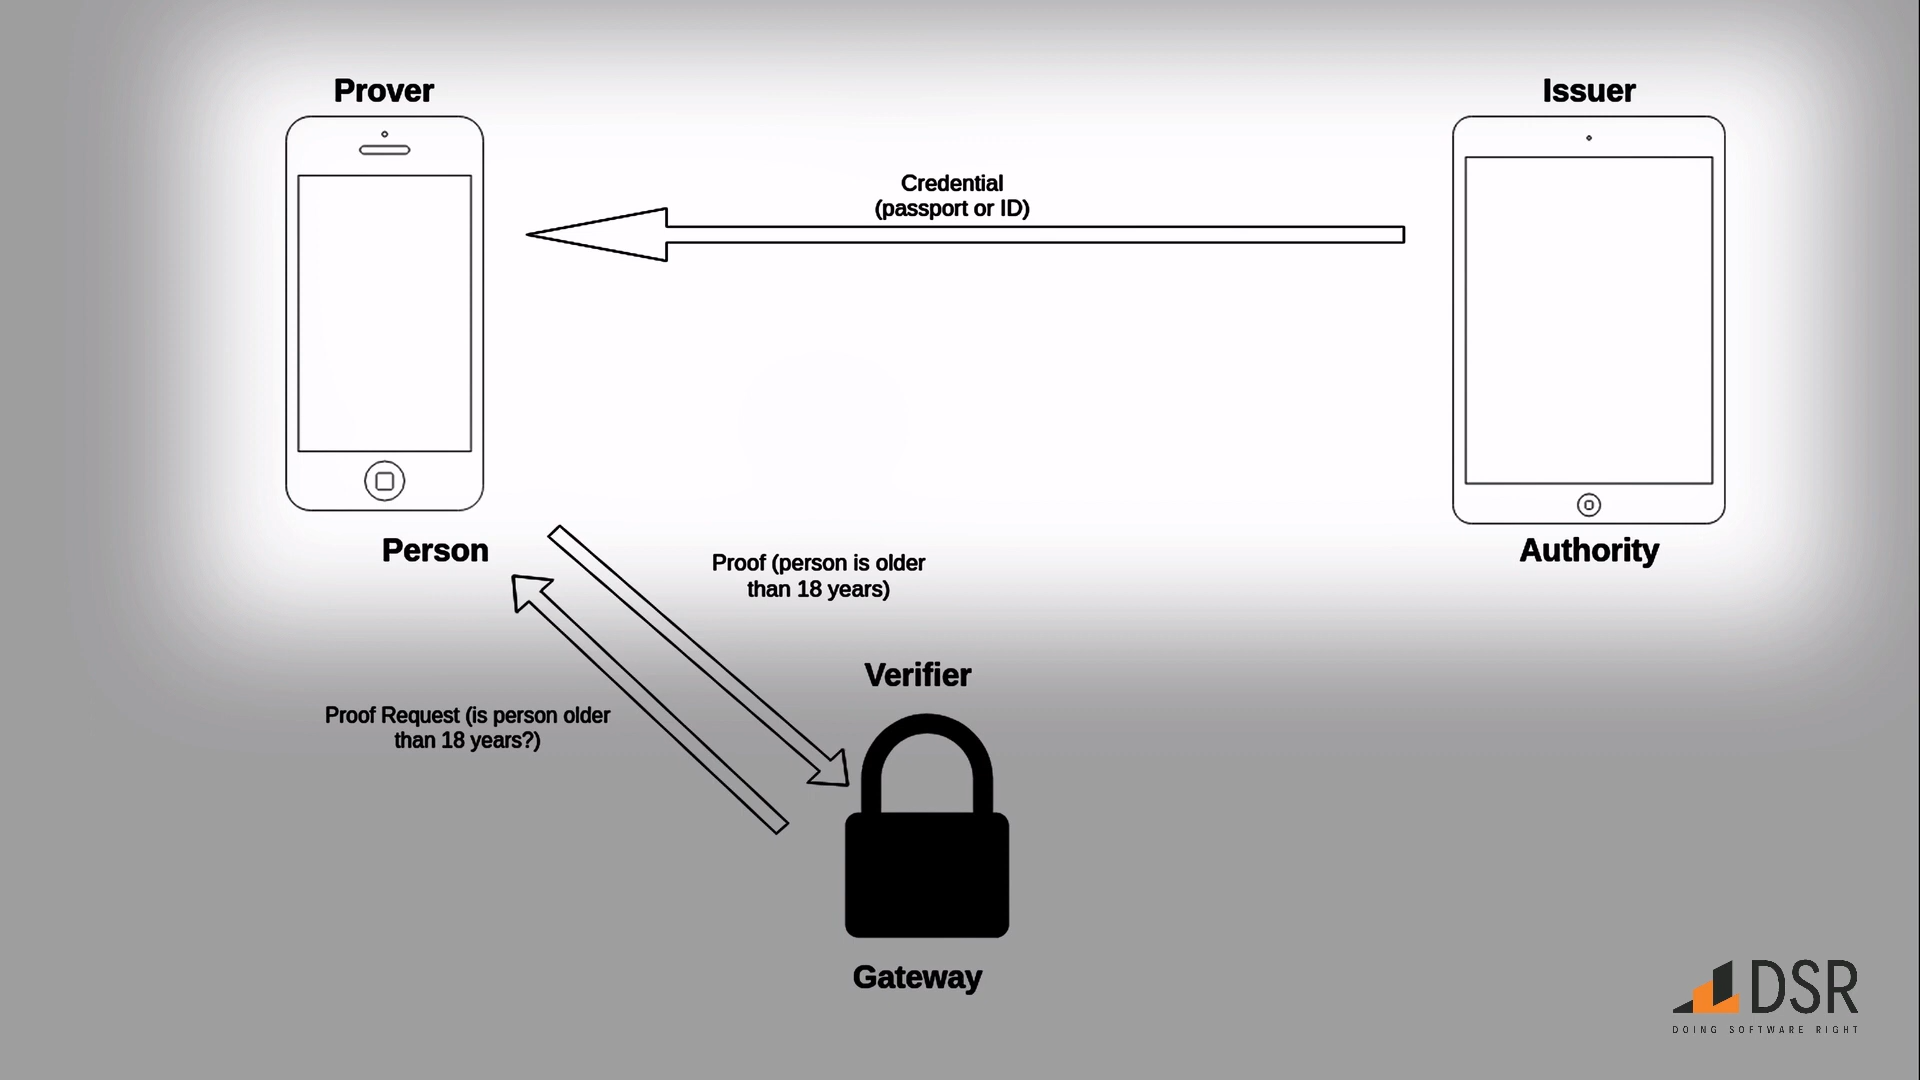 Prover
Issuer
Credential
(passport or ID)
Person
Authority
Proof (person is older
than 18 years)
Verifier
Proof Request (is person older
than 18 years?)
Gateway
DSR
DOING SOFTWARE RIGHT